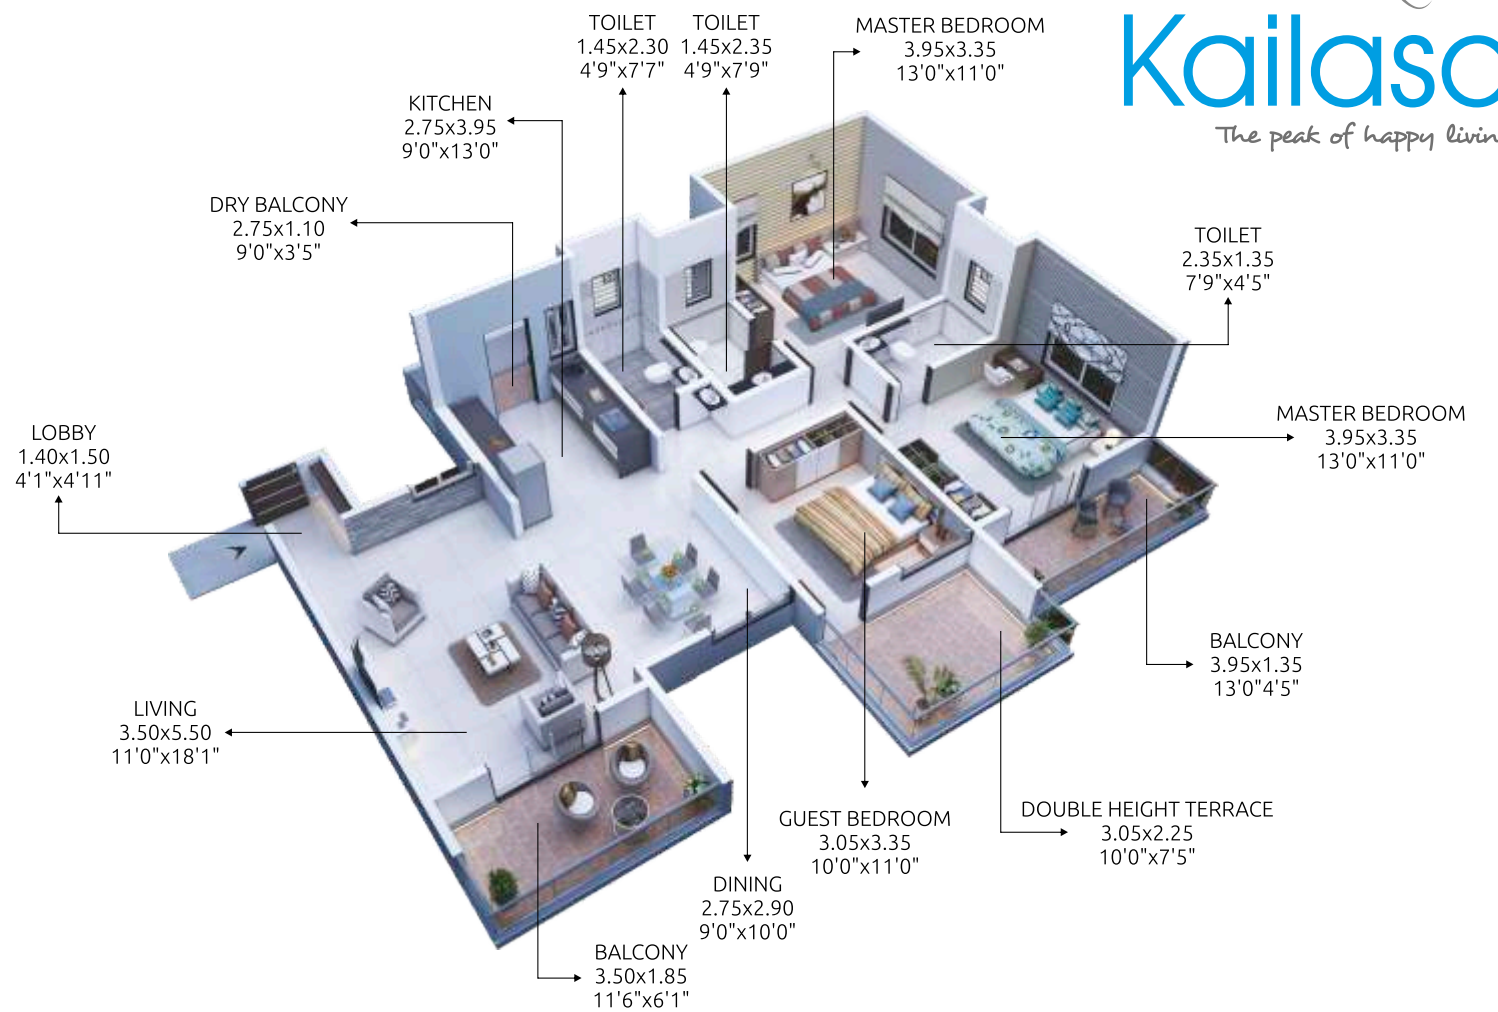 TOILET
1.45x2.30
4'9"x7'7"
TOILET
1.45x2.35
4'9"x7'9"
MASTER BEDROOM
3.95x3.35
13'0"x11'0"
Kailasa
The peak of happy livin
KITCHEN
2.75x3.95
9'0"x13'0"
DRY BALCONY
2.75x1.10
9'0"x3'5"
TOILET
2.35x1.35
7'9"x4'5"
LOBBY
1.40x1.50
4'1"x4'11"
MASTER BEDROOM
3.95x3.35
13'0"x11'0"
BALCONY
3.95x1.35
13'0"4'5"
LIVING
3.50x5.50
11'0"x18'1"
GUEST BEDROOM
3.05x3.35
10'0"x11'0"
DOUBLE HEIGHT TERRACE
3.05x2.25
10'0"x7'5"
DINING
2.75x2.90
9'0"x10'0"
BALCONY
3.50x1.85
11'6"x6'1"